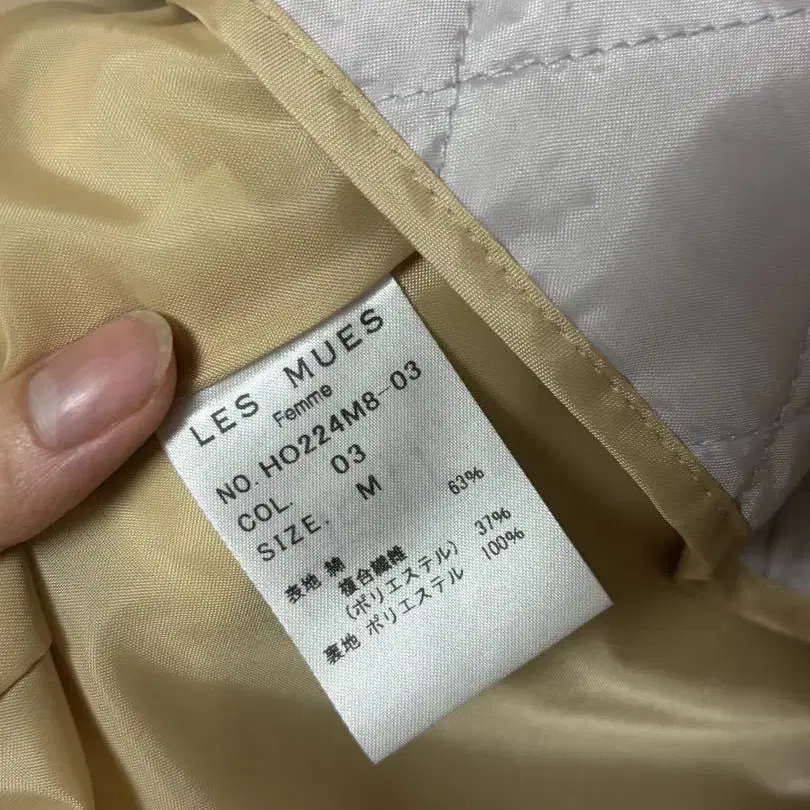 LES MUES
Femme
NO.HO224M8-03
COL. 03
SIZE. M
表地 綿 63%
複合繊維
(ポリエステル) 37%
裏地 ポリエステル 100%